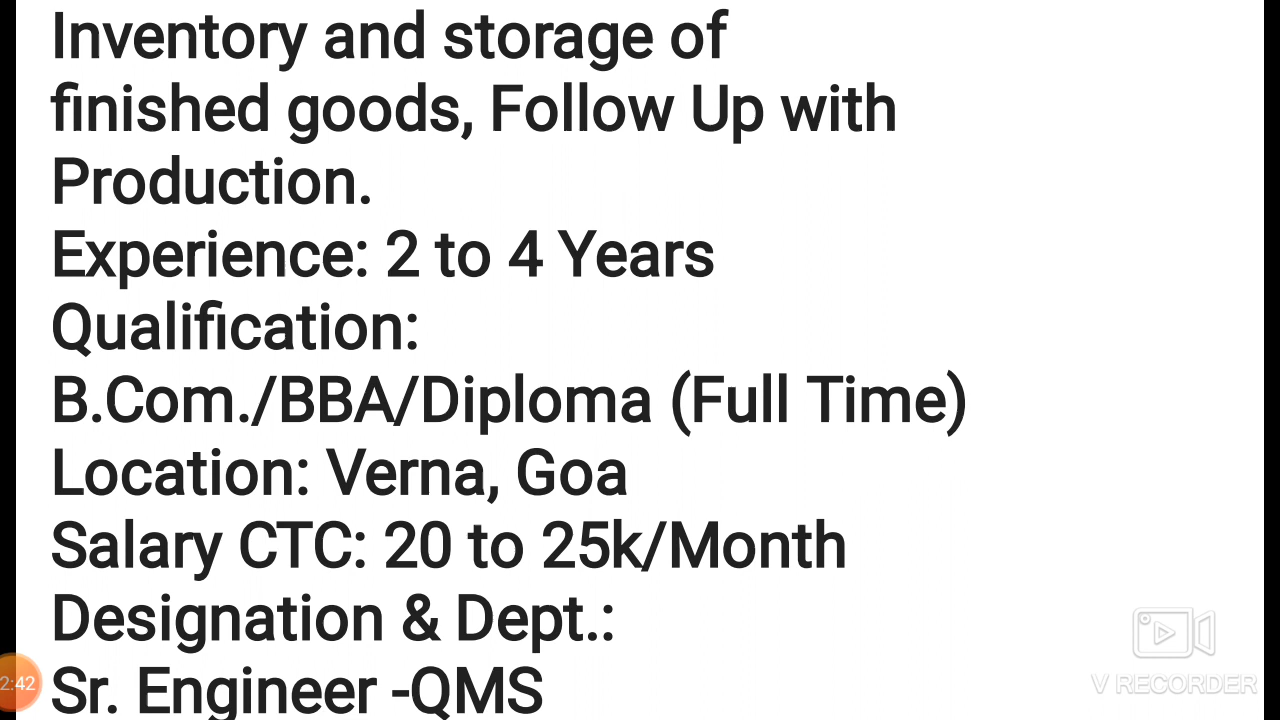 Inventory and storage of
finished goods, Follow Up with
Production.
Experience: 2 to 4 Years
Qualification:
B.Com./BBA/Diploma (Full Time)
Location: Verna, Goa
Salary CTC: 20 to 25k/Month
Designation & Dept.:
Sr. Engineer -QMS
2:42
V RECORDER